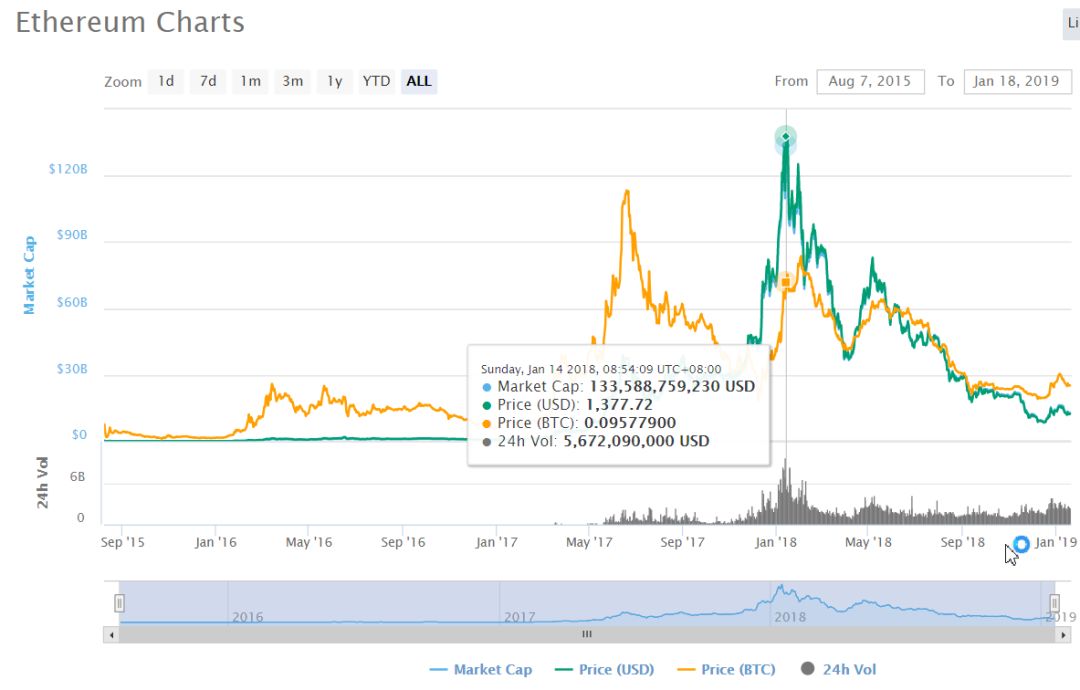 Ethereum Charts
Li
Zoom 1d 7d 1m 3m 1y YTD ALL From Aug 7, 2015 To Jan 18, 2019
$120B
$90B
$60B
$30B
$0
Market Cap
Sunday, Jan 14 2018, 08:54:09 UTC+08:00
Market Cap: 133,588,759,230 USD
Price (USD): 1,377.72
Price (BTC): 0.09577900
24h Vol: 5,672,090,000 USD
24h Vol
6B
0
Sep '15 Jan '16 May '16 Sep '16 Jan '17 May '17 Sep '17 Jan '18 May '18 Sep '18 Jan '19
2016 2017 2018 2019
Market Cap Price (USD) Price (BTC) 24h Vol